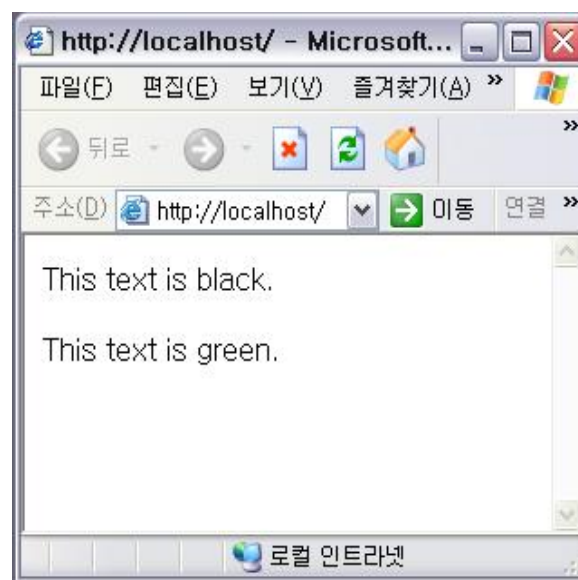 http://localhost/ - Microsoft...
파일(F) 편집(E) 보기(V) 즐겨찾기(A) »
뒤로 »
주소(D) http://localhost/ 이동 연결 »
This text is black.
This text is green.
로컬 인트라넷